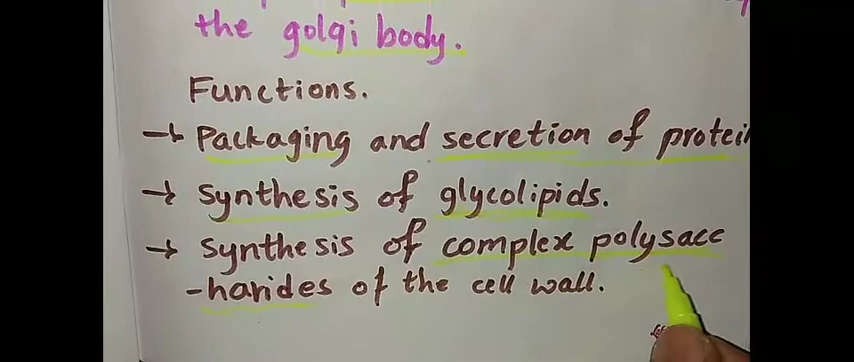 the golgi body.
Functions.
→ Packaging and secretion of protein
→ Synthesis of glycolipids.
→ Synthesis of complex polysacc
-harides of the cell wall.